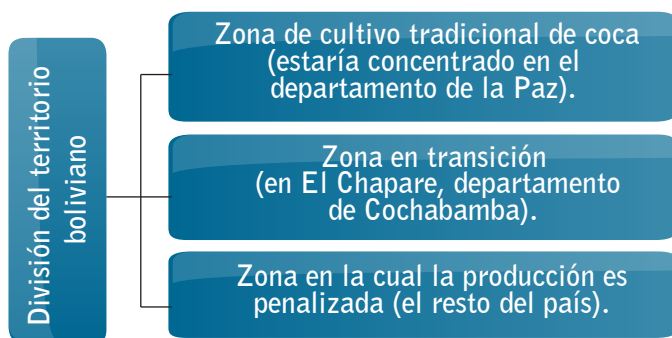 División del territorio
boliviano
Zona de cultivo tradicional de coca
(estaría concentrado en el
departamento de la Paz).
Zona en transición
(en El Chapare, departamento
de Cochabamba).
Zona en la cual la producción es
penalizada (el resto del país).